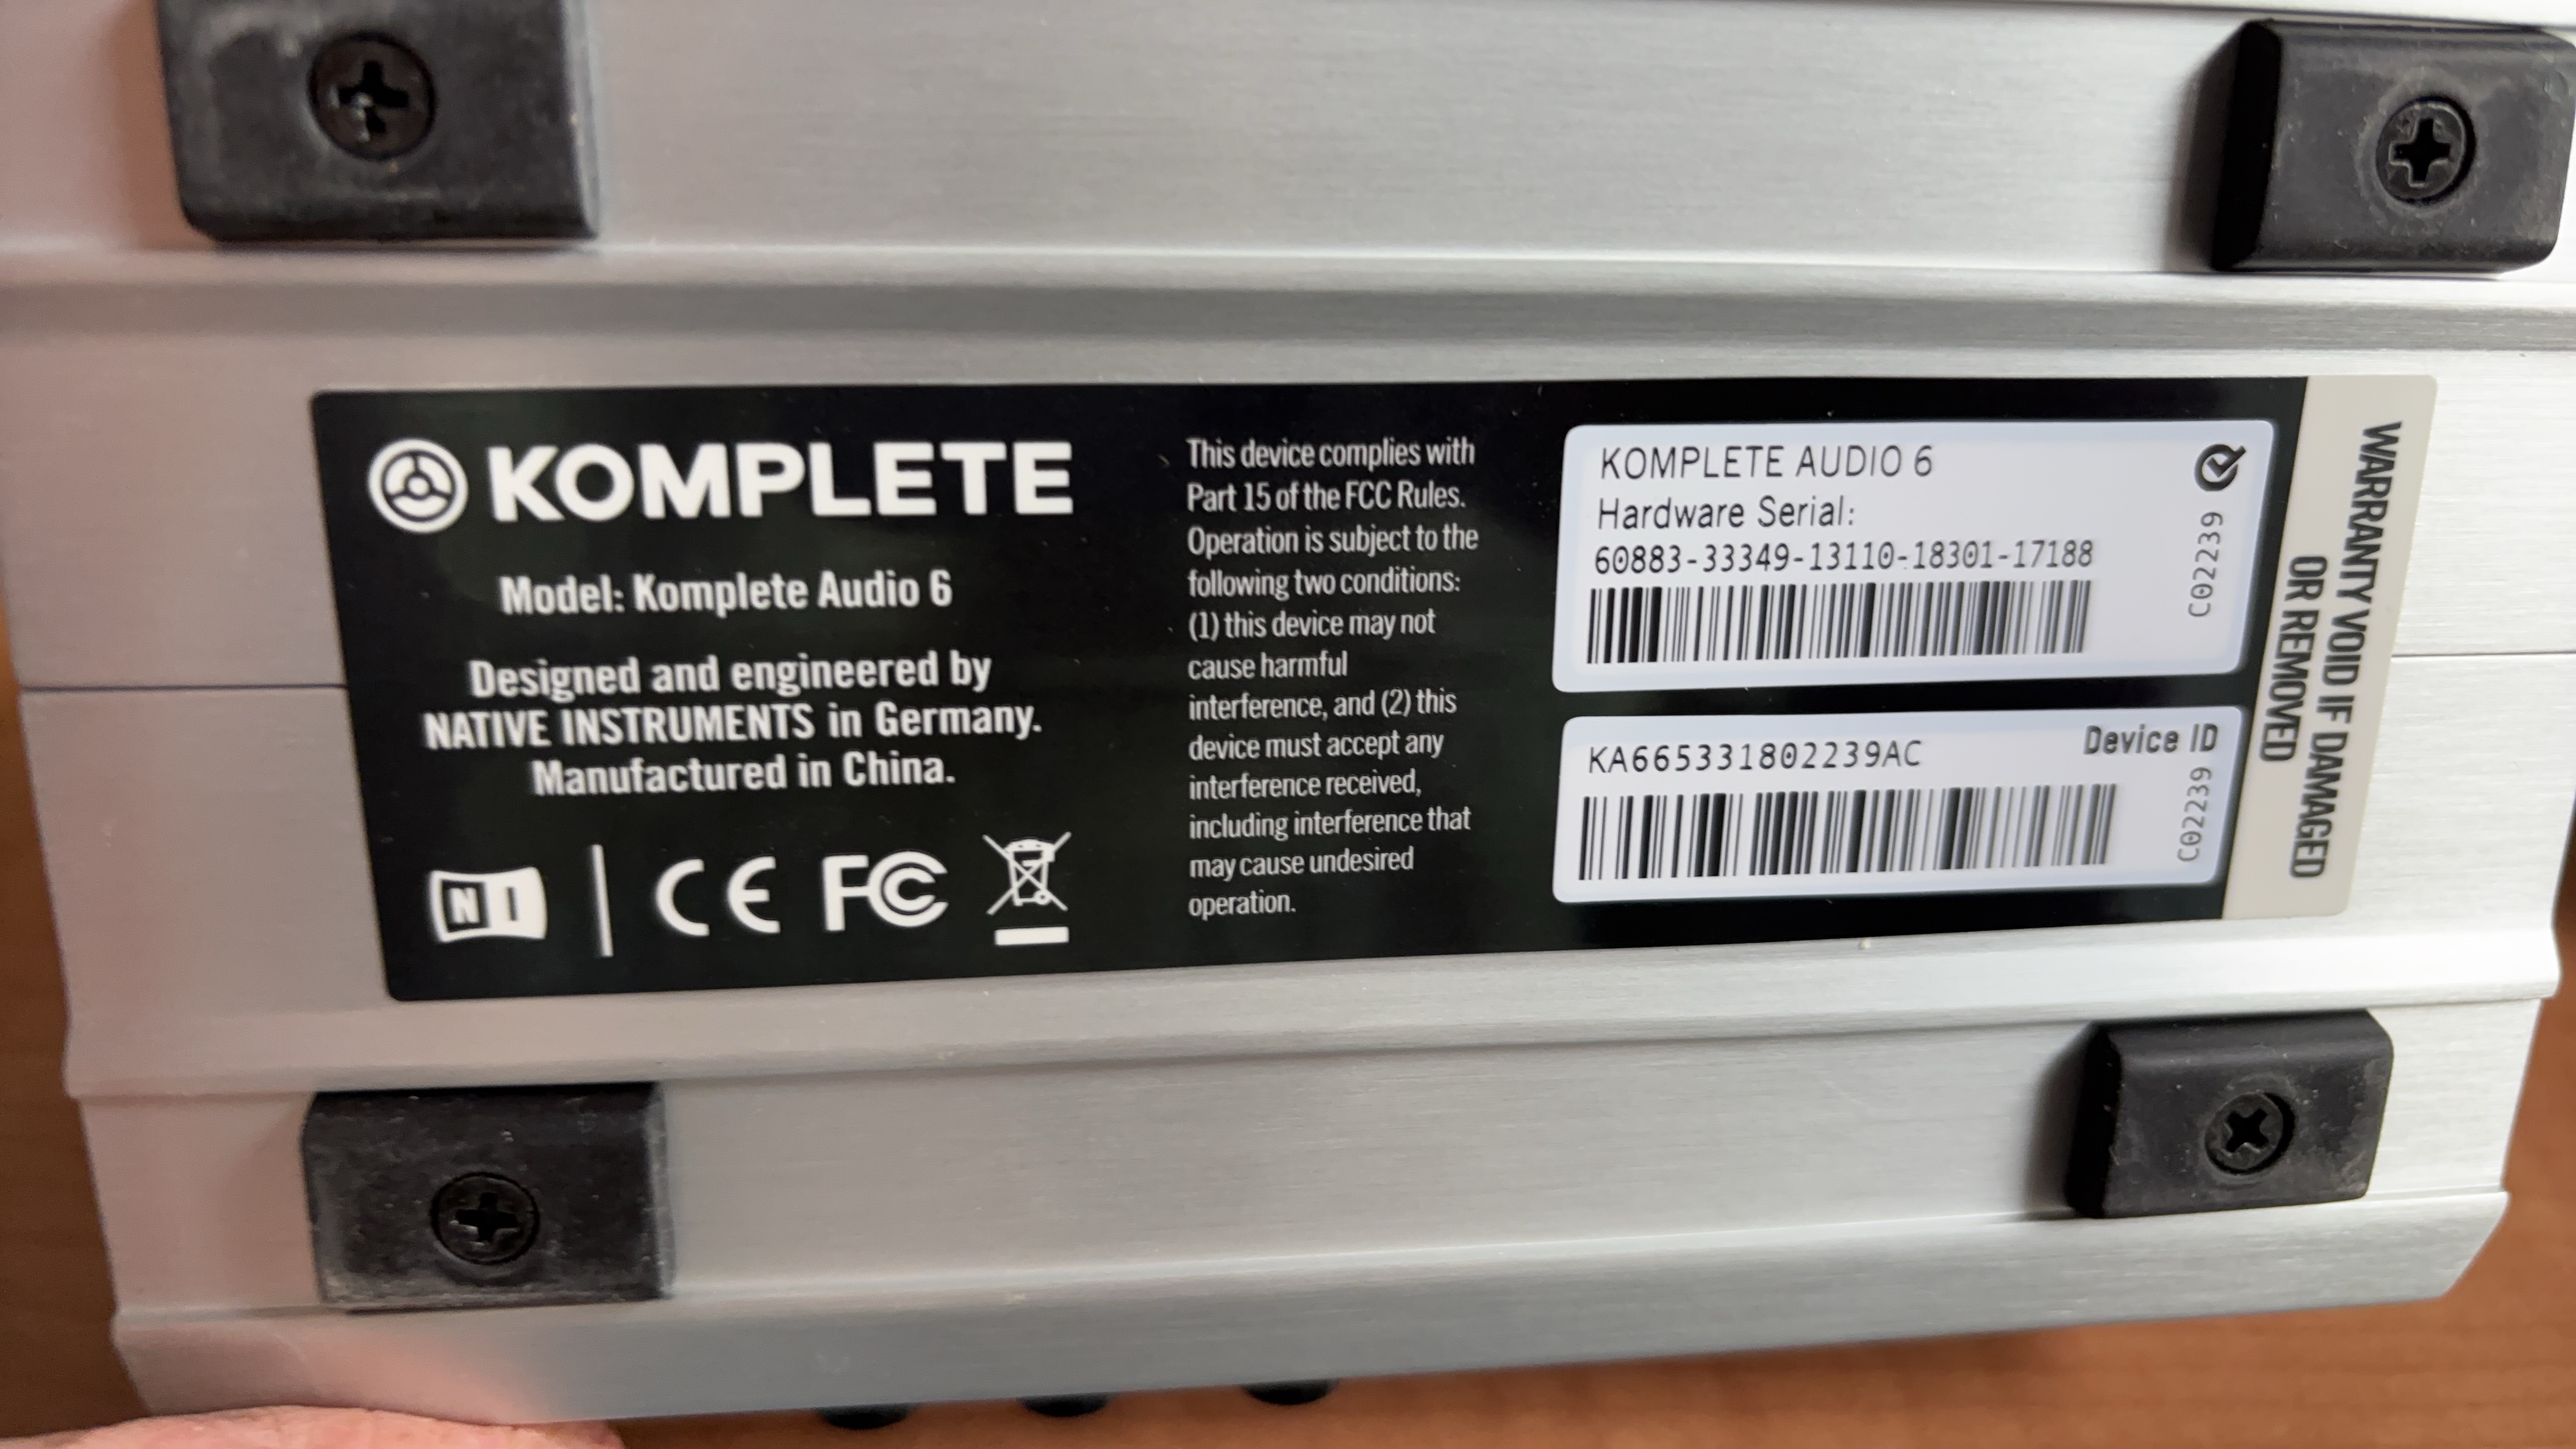 KOMPLETE
Model: Komplete Audio 6
Designed and engineered by
NATIVE INSTRUMENTS in Germany.
Manufactured in China.
NI
CE FC
This device complies with
Part 15 of the FCC Rules.
Operation is subject to the
following two conditions:
(1) this device may not
cause harmful
interference, and (2) this
device must accept any
interference received,
including interference that
may cause undesired
operation.
KOMPLETE AUDIO 6
Hardware Serial:
60883-33349-13110-18301-17188
C02239
Device ID
KA665331802239AC
C02239
WARRANTY VOID IF DAMAGED
OR REMOVED